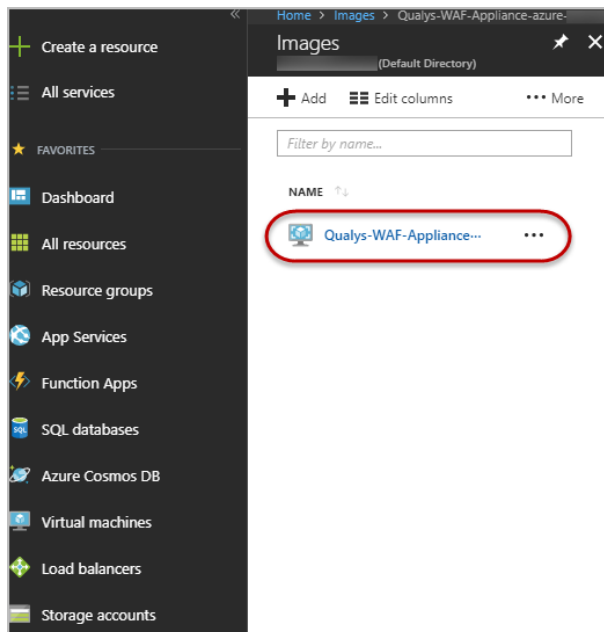 Home > Images > Qualys-WAF-Appliance-azure-
Images
(Default Directory)
Add Edit columns ••• More
Filter by name...
NAME ↑↓
Qualys-WAF-Appliance··· •••
Create a resource
All services
FAVORITES
Dashboard
All resources
Resource groups
App Services
Function Apps
SQL databases
Azure Cosmos DB
Virtual machines
Load balancers
Storage accounts